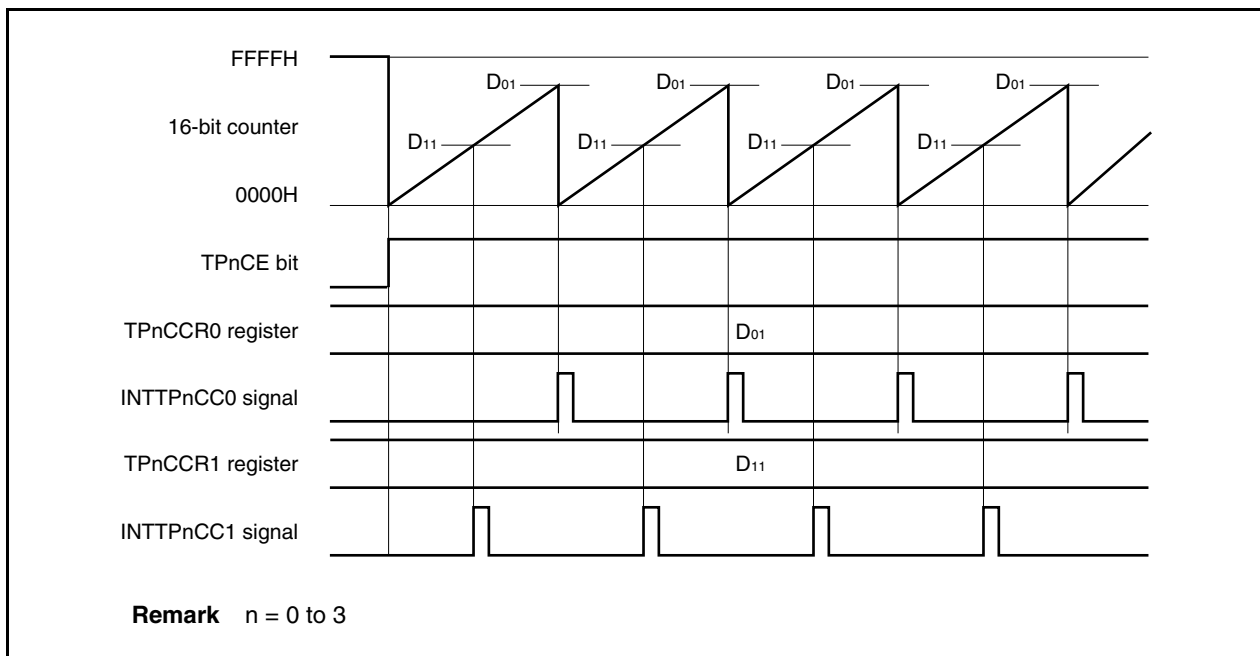 FFFFH
D01 D01 D01 D01
16-bit counter
D11 D11 D11 D11
0000H
TPnCE bit
TPnCCR0 register
D01
INTTPnCC0 signal
TPnCCR1 register
D11
INTTPnCC1 signal
Remark n = 0 to 3